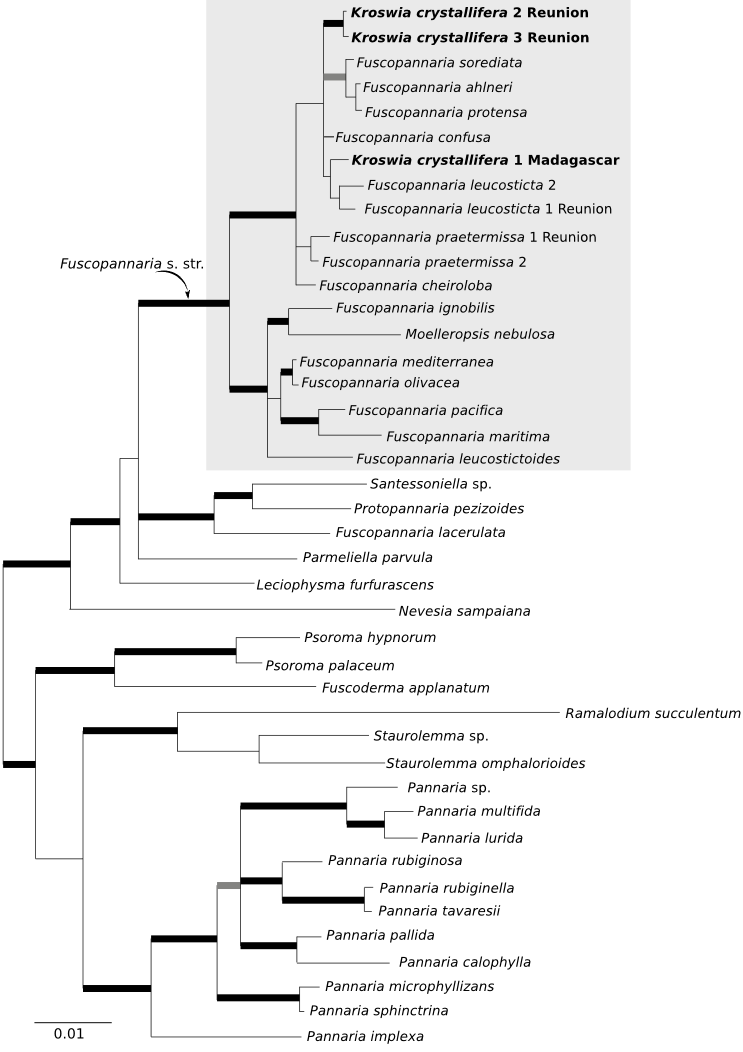 Kroswia crystallifera 2 Reunion
Kroswia crystallifera 3 Reunion
Fuscopannaria sorediata
Fuscopannaria ahlneri
Fuscopannaria protensa
Fuscopannaria confusa
Kroswia crystallifera 1 Madagascar
Fuscopannaria leucosticta 2
Fuscopannaria leucosticta 1 Reunion
Fuscopannaria praetermissa 1 Reunion
Fuscopannaria praetermissa 2
Fuscopannaria s. str.
Fuscopannaria cheiroloba
Fuscopannaria ignobilis
Moelleropsis nebulosa
Fuscopannaria mediterranea
Fuscopannaria olivacea
Fuscopannaria pacifica
Fuscopannaria maritima
Fuscopannaria leucostictoides
Santessoniella sp.
Protopannaria pezizoides
Fuscopannaria lacerulata
Parmeliella parvula
Leciophysma furfurascens
Nevesia sampaiana
Psoroma hypnorum
Psoroma palaceum
Fuscoderma applanatum
Ramalodium succulentum
Staurolemma sp.
Staurolemma omphalorioides
Pannaria sp.
Pannaria multifida
Pannaria lurida
Pannaria rubiginosa
Pannaria rubiginella
Pannaria tavaresii
Pannaria pallida
Pannaria calophylla
Pannaria microphyllizans
Pannaria sphinctrina
Pannaria implexa
0.01